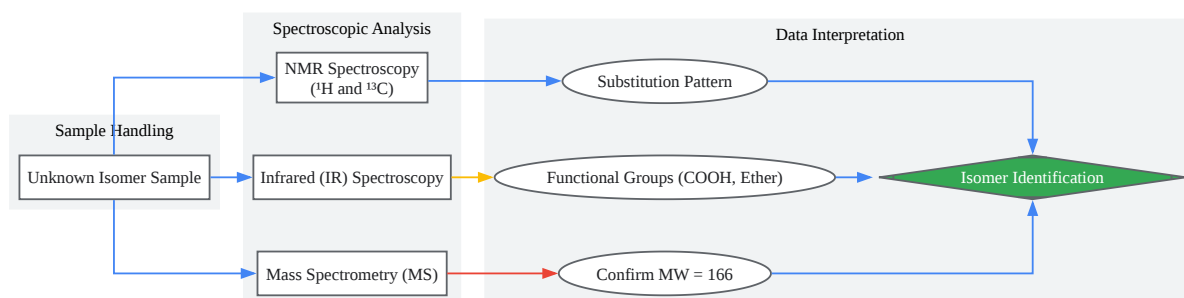 Spectroscopic Analysis
Data Interpretation
NMR Spectroscopy
(¹H and ¹³C)
Substitution Pattern
Sample Handling
Unknown Isomer Sample
Infrared (IR) Spectroscopy
Functional Groups (COOH, Ether)
Isomer Identification
Mass Spectrometry (MS)
Confirm MW = 166